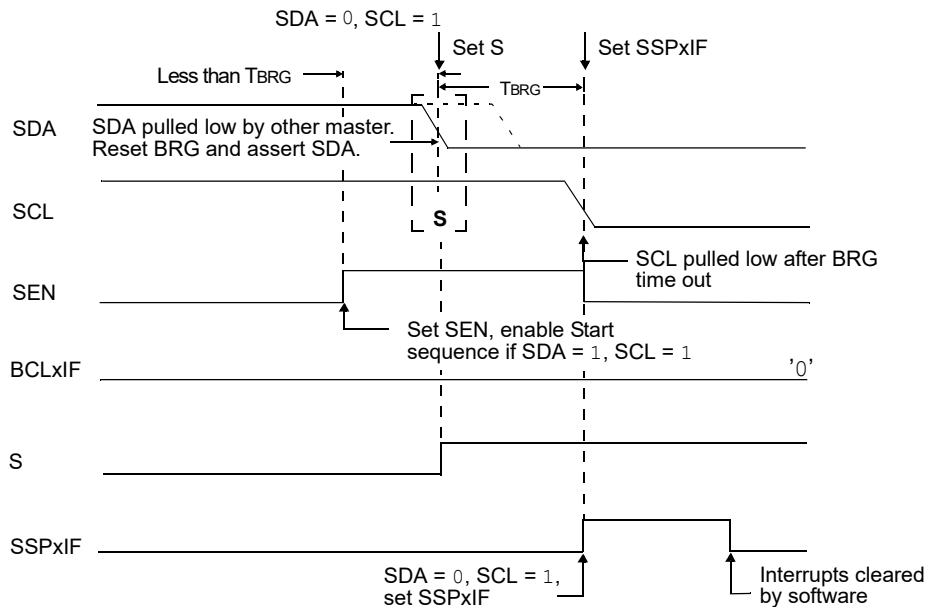 SDA = 0, SCL = 1
Set S
Set SSPxIF
Less than TBRG
TBRG
SDA
SDA pulled low by other master.
Reset BRG and assert SDA.
SCL
S
SCL pulled low after BRG
time out
SEN
Set SEN, enable Start
sequence if SDA = 1, SCL = 1
BCLxIF
'0'
S
SSPxIF
SDA = 0, SCL = 1,
set SSPxIF
Interrupts cleared
by software